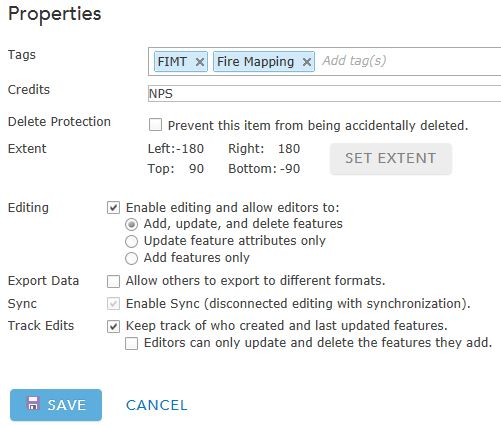 Properties
Tags FIMT × Fire Mapping × Add tag(s)
Credits NPS
Delete Protection Prevent this item from being accidentally deleted.
Extent Left:-180 Right: 180
Top: 90 Bottom:-90
SET EXTENT
Editing Enable editing and allow editors to:
Add, update, and delete features
Update feature attributes only
Add features only
Export Data Allow others to export to different formats.
Sync Enable Sync (disconnected editing with synchronization).
Track Edits Keep track of who created and last updated features.
Editors can only update and delete the features they add.
SAVE CANCEL